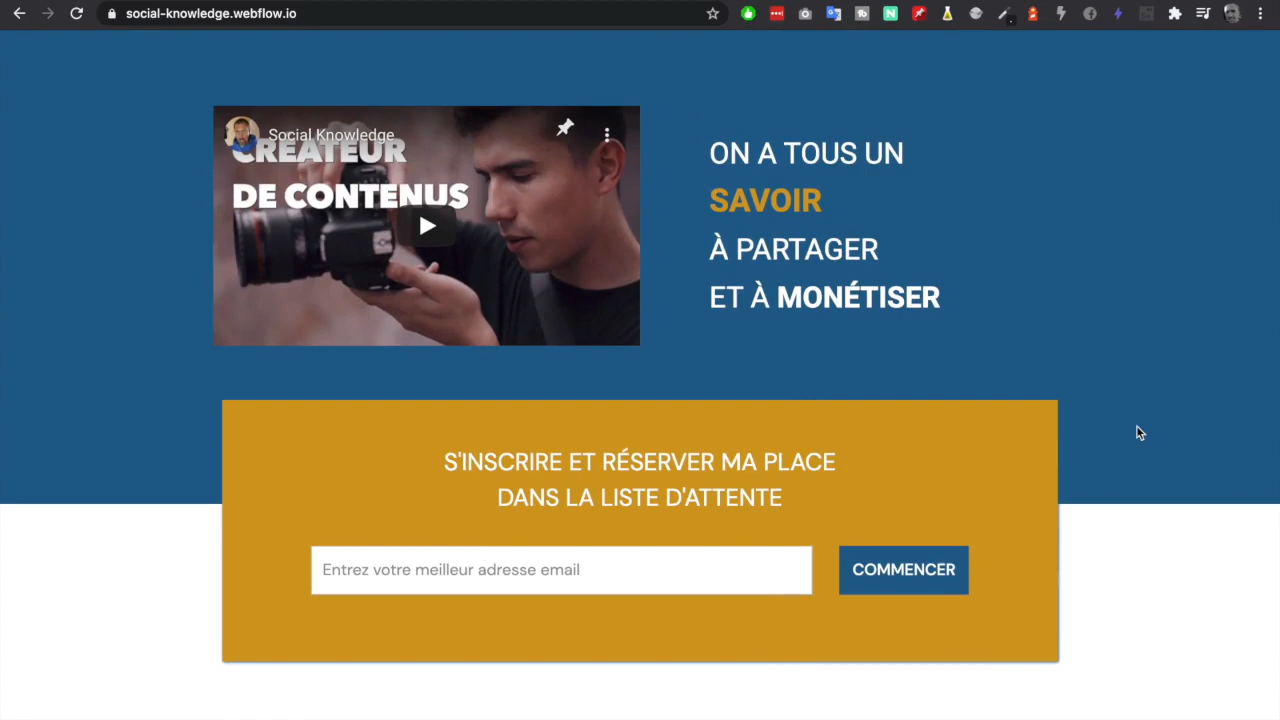 social-knowledge.webflow.io
Social Knowledge
CREATEUR
DE CONTENUS
ON A TOUS UN
SAVOIR
À PARTAGER
ET À MONÉTISER
S'INSCRIRE ET RÉSERVER MA PLACE
DANS LA LISTE D'ATTENTE
Entrez votre meilleur adresse email
COMMENCER